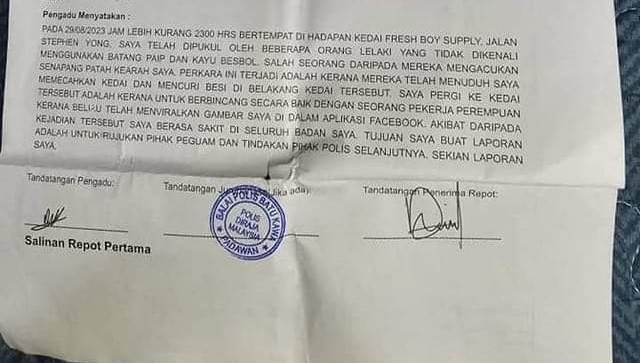 Pengadu Menyatakan :
PADA 29/08/2023 JAM LEBIH KURANG 2300 HRS BERTEMPAT DI HADAPAN KEDAI FRESH BOY SUPPLY, JALAN
STEPHEN YONG. SAYA TELAH DIPUKUL OLEH BEBERAPA ORANG LELAKI YANG TIDAK DIKENALI
MENGGUNAKAN BATANG PAIP DAN KAYU BESBOL. SALAH SEORANG DARIPADA MEREKA MENGACUKAN
SENAPANG PATAH KEARAH SAYA. PERKARA INI TERJADI ADALAH KERANA MEREKA TELAH MENUDUH SAYA
MEMECAHKAN KEDAI DAN MENCURI BESI DI BELAKANG KEDAI TERSEBUT. SAYA PERGI KE KEDAI
TERSEBUT ADALAH KERANA UNTUK BERBINCANG SECARA BAIK DENGAN SEORANG PEKERJA PEREMPUAN
KERANA TELAH MENVIRALKAN GAMBAR SAYA DI DALAM APLIKASI FACEBOOK. AKIBAT DARIPADA
KEJADIAN TERSEBUT SAYA BERASA SAKIT DI SELURUH BADAN SAYA. TUJUAN SAYA BUAT LAPORAN
ADALAH UNTUK RUJUKAN PIHAK PEGUAM DAN TINDAKAN PIHAK POLIS SELANJUTNYA. SEKIAN LAPORAN
SAYA.
Tandatangan Pengadu:
Tandatangan (Jika ada):
Tandatangan Penerima Repot:
BALAI POLIS BATU KAWA
POLIS
DIRAJA
MALAYSIA
PADAWAN
Salinan Repot Pertama